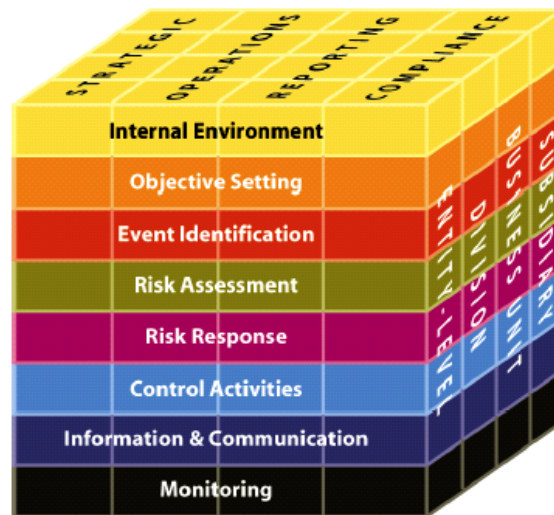 STRATEGIC
OPERATIONS
REPORTING
COMPLIANCE
Internal Environment
Objective Setting
Event Identification
Risk Assessment
Risk Response
Control Activities
Information & Communication
Monitoring
ENTITY-LEVEL
DIVISION
BUSINESS UNIT
SUBSIDIARY